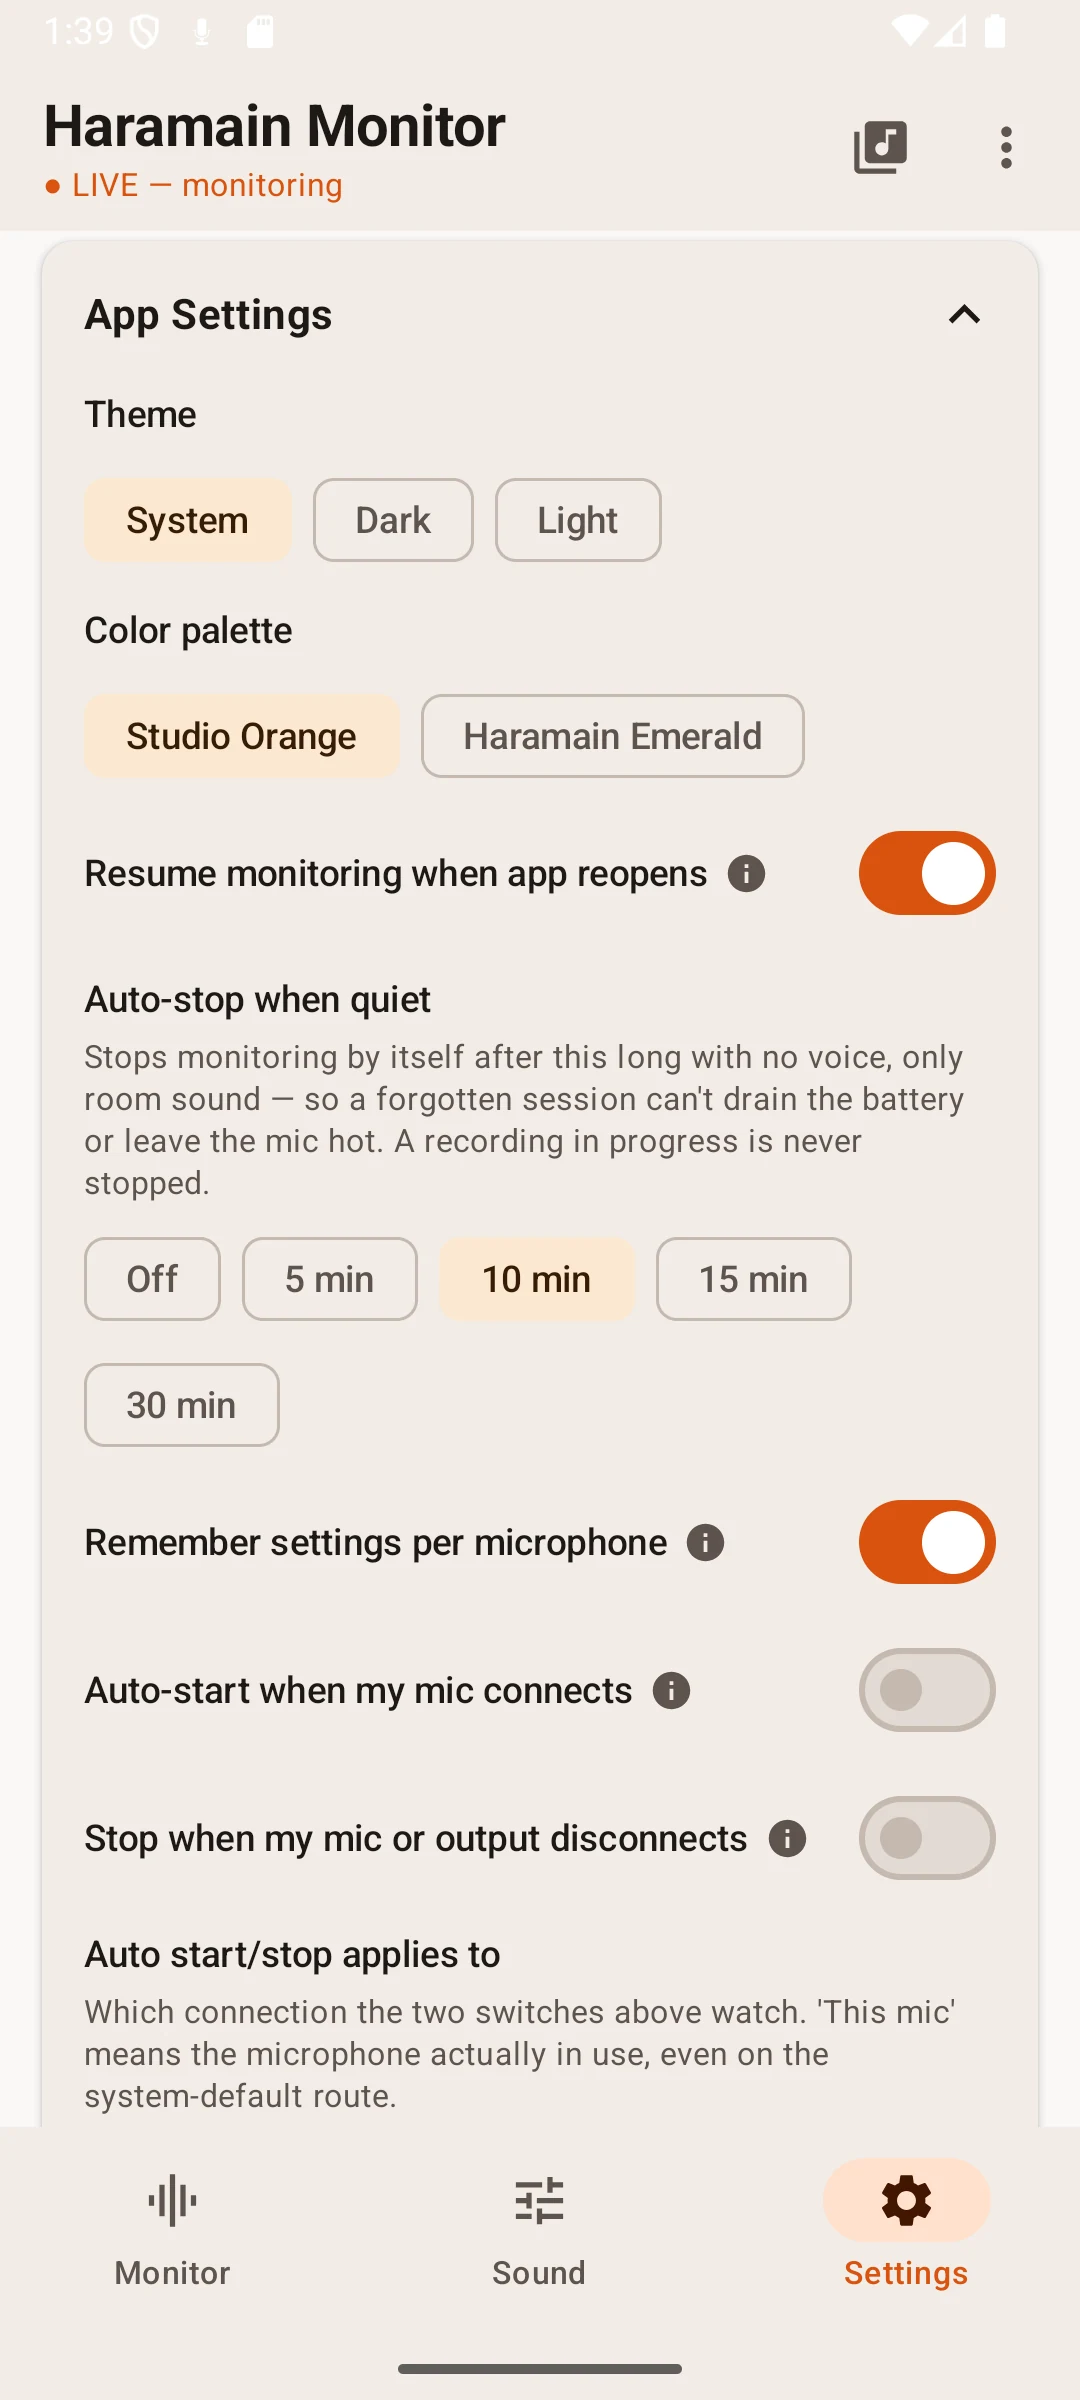 1:39
Haramain Monitor
● LIVE — monitoring
App Settings
Theme
System
Dark
Light
Color palette
Studio Orange
Haramain Emerald
Resume monitoring when app reopens
Auto-stop when quiet
Stops monitoring by itself after this long with no voice, only
room sound — so a forgotten session can't drain the battery
or leave the mic hot. A recording in progress is never
stopped.
Off
5 min
10 min
15 min
30 min
Remember settings per microphone
Auto-start when my mic connects
Stop when my mic or output disconnects
Auto start/stop applies to
Which connection the two switches above watch. 'This mic'
means the microphone actually in use, even on the
system-default route.
Monitor
Sound
Settings